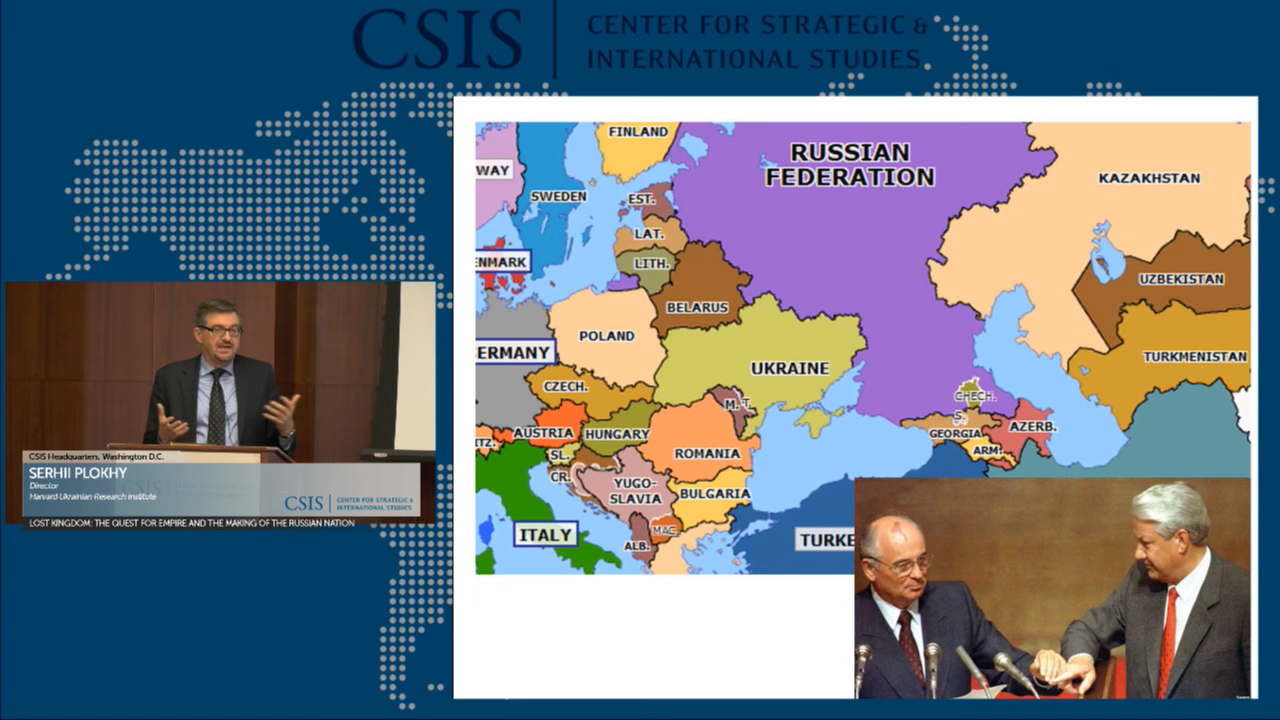 CSIS
CENTER FOR STRATEGIC &
INTERNATIONAL STUDIES
FINLAND
RUSSIAN
FEDERATION
WAY
SWEDEN
EST.
KAZAKHSTAN
LAT.
ENMARK
LITH.
UZBEKISTAN
BELARUS
POLAND
ERMANY
UKRAINE
TURKMENISTAN
CZECH.
CHECH.
M.
T.
S.
AUSTRIA
HUNGARY
GEORGIA
AZERB.
ITZ.
SL.
ROMANIA
ARM.
CR.
YUGO-
SLAVIA
BULGARIA
ITALY
MAC.
ALB.
TURKE
CSIS Headquarters, Washington D.C.
SERHII PLOKHY
Director
Harvard Ukrainian Research Institute
CSIS
CENTER FOR STRATEGIC &
INTERNATIONAL STUDIES
LOST KINGDOM: THE QUEST FOR EMPIRE AND THE MAKING OF THE RUSSIAN NATION